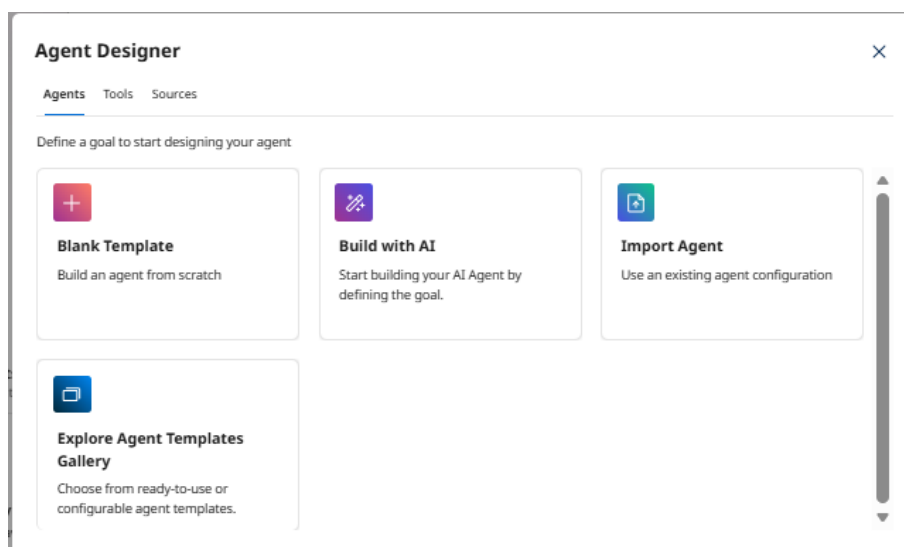 Agent Designer
Agents Tools Sources
Define a goal to start designing your agent
Blank Template
Build an agent from scratch
Build with AI
Start building your AI Agent by
defining the goal.
Import Agent
Use an existing agent configuration
Explore Agent Templates
Gallery
Choose from ready-to-use or
configurable agent templates.